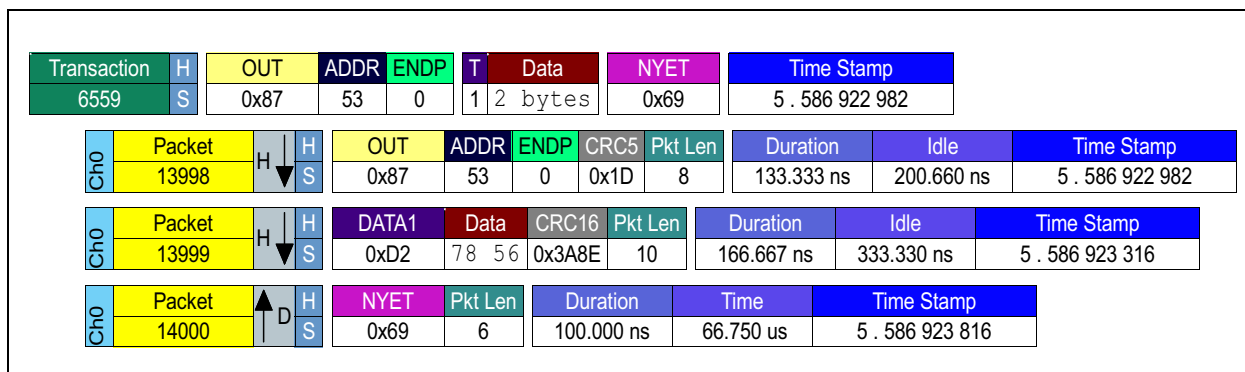 Transaction H OUT ADDR ENDP T Data NYET Time Stamp
6559 S 0x87 53 0 1 2 bytes 0x69 5 . 586 922 982
Ch0 Packet H H OUT ADDR ENDP CRC5 Pkt Len Duration Idle Time Stamp
13998 S 0x87 53 0 0x1D 8 133.333 ns 200.660 ns 5 . 586 922 982
Ch0 Packet H H DATA1 Data CRC16 Pkt Len Duration Idle Time Stamp
13999 S 0xD2 78 56 0x3A8E 10 166.667 ns 333.330 ns 5 . 586 923 316
Ch0 Packet D H NYET Pkt Len Duration Time Time Stamp
14000 S 0x69 6 100.000 ns 66.750 us 5 . 586 923 816